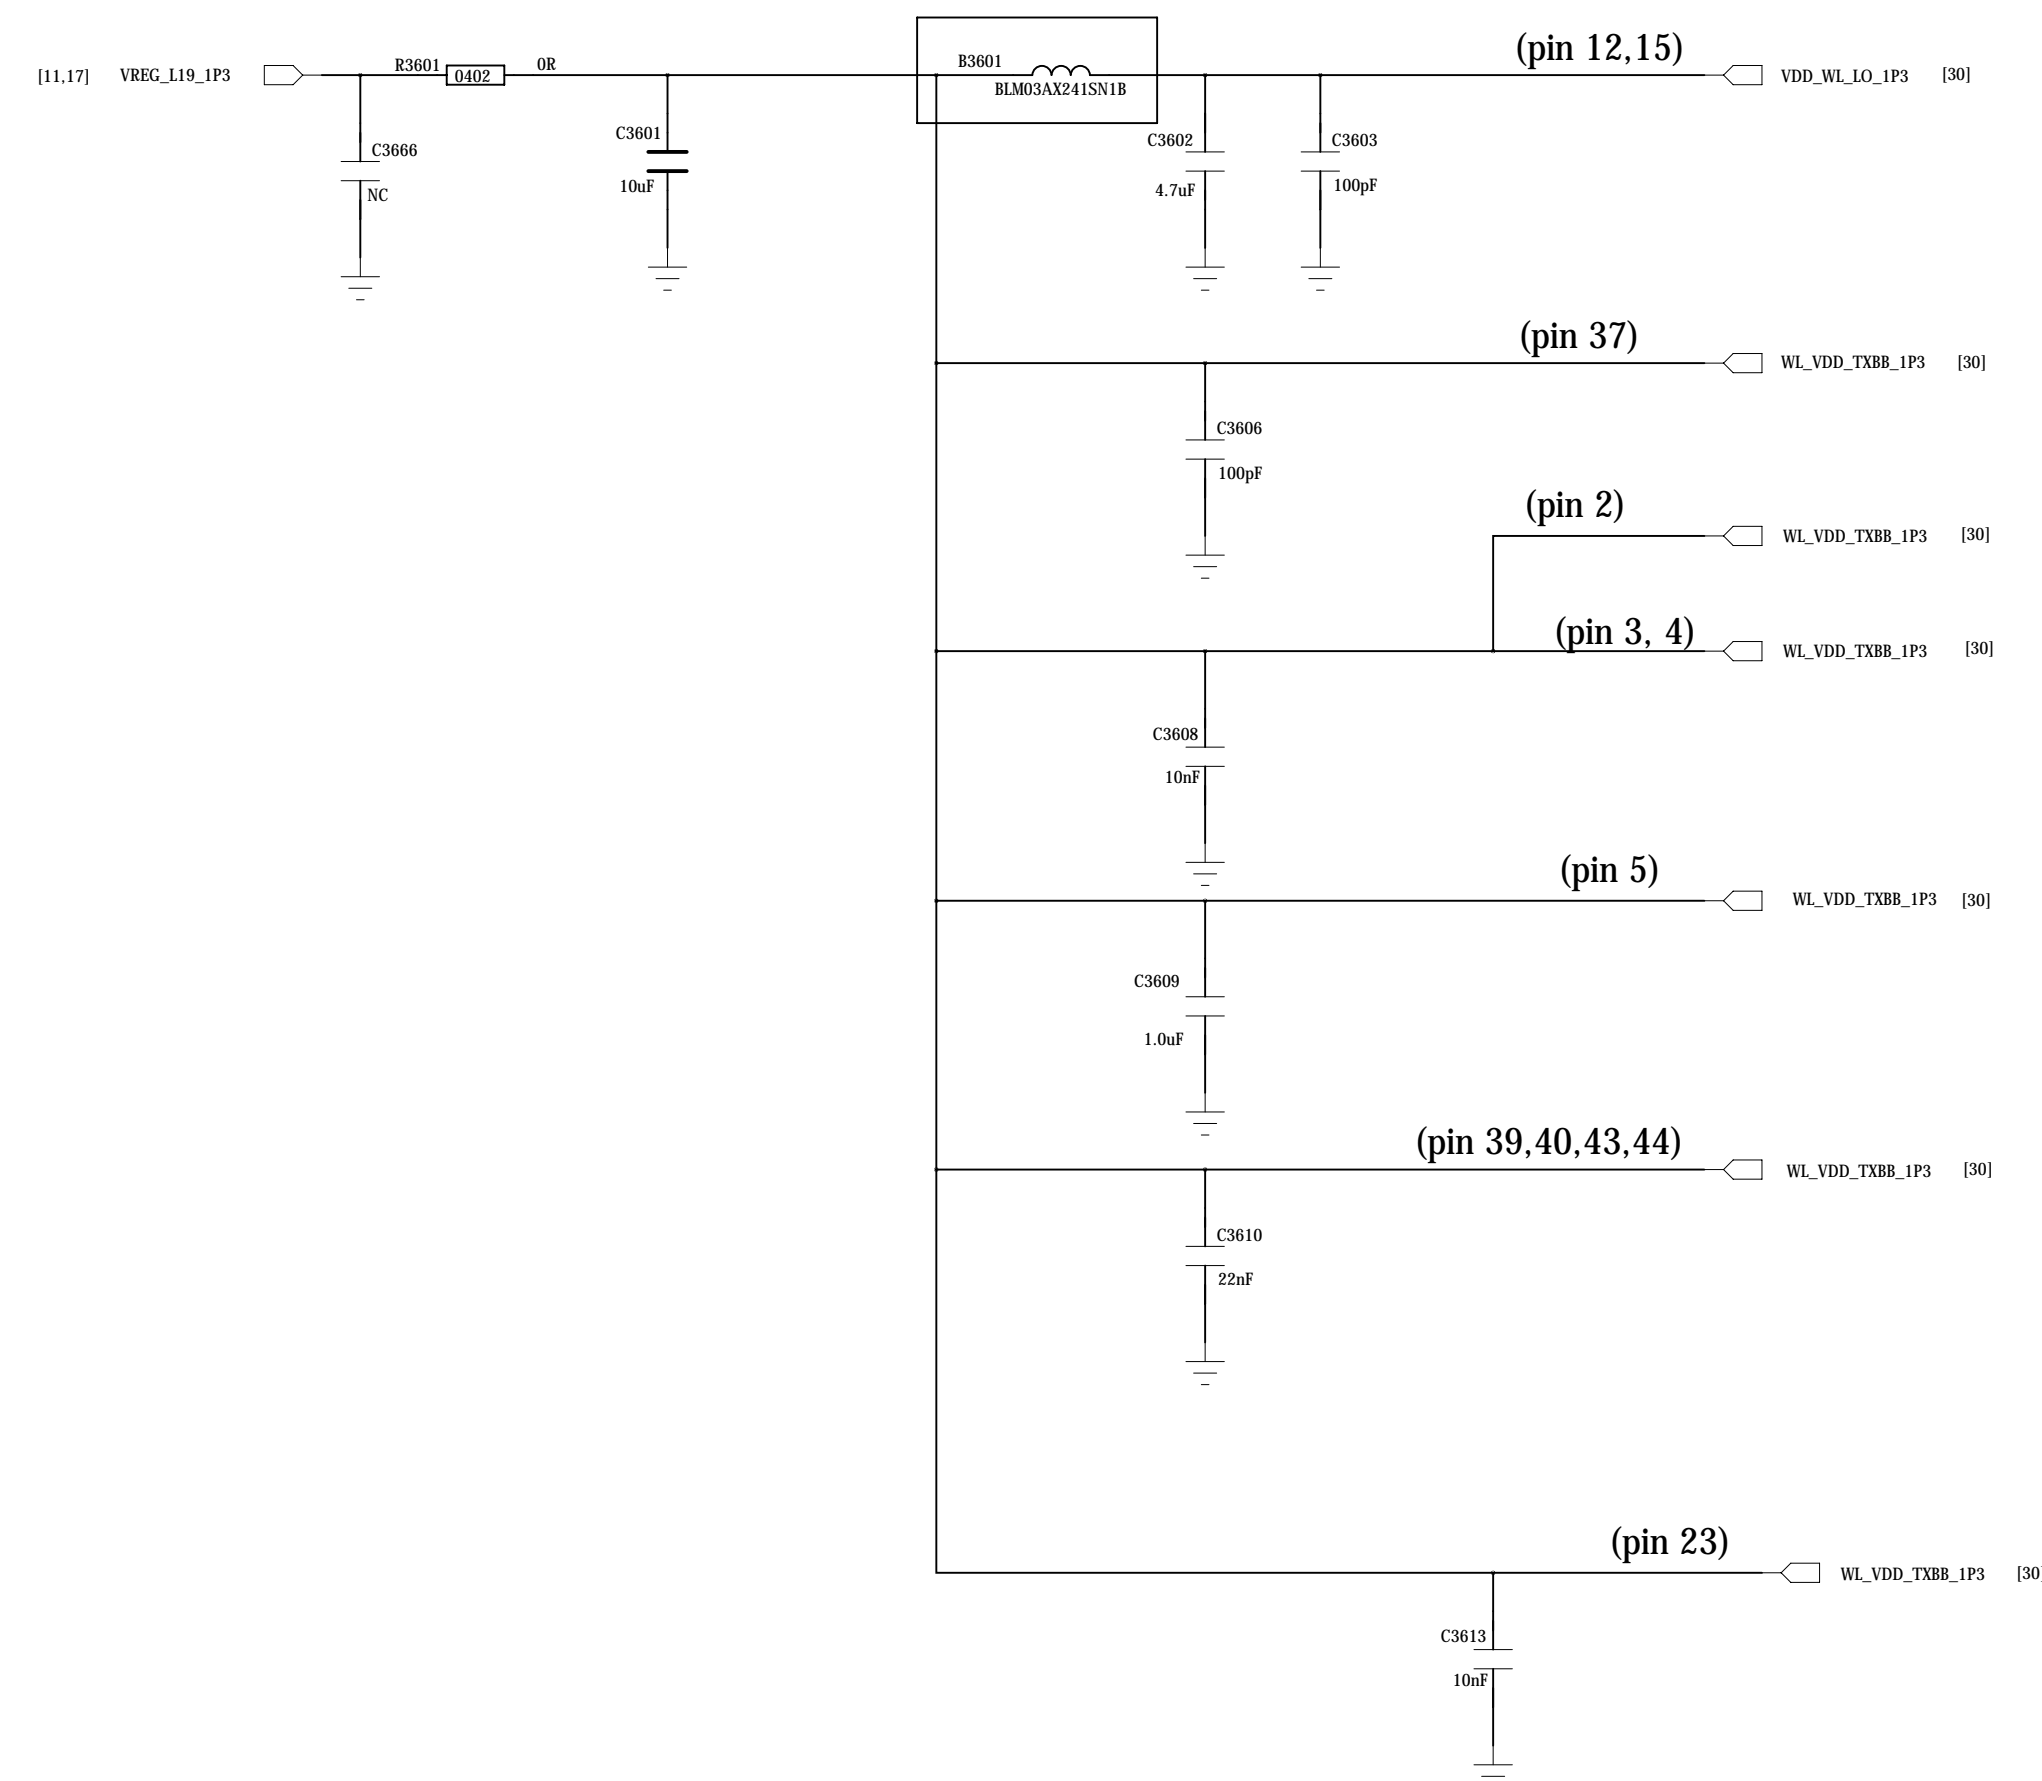 (pin 12,15)
[11,17] VREG_L19_1P3 R3601 0402 0R B3601 BLM03AX241SN1B VDD_WL_LO_1P3 [30]
C3666 NC
C3601 10uF
C3602 4.7uF
C3603 100pF
(pin 37)
WL_VDD_TXBB_1P3 [30]
C3606
100pF
(pin 2)
WL_VDD_TXBB_1P3 [30]
(pin 3, 4)
WL_VDD_TXBB_1P3 [30]
C3608
10nF
(pin 5)
WL_VDD_TXBB_1P3 [30]
C3609
1.0uF
(pin 39,40,43,44)
WL_VDD_TXBB_1P3 [30]
C3610
22nF
(pin 23)
WL_VDD_TXBB_1P3 [30]
C3613
10nF